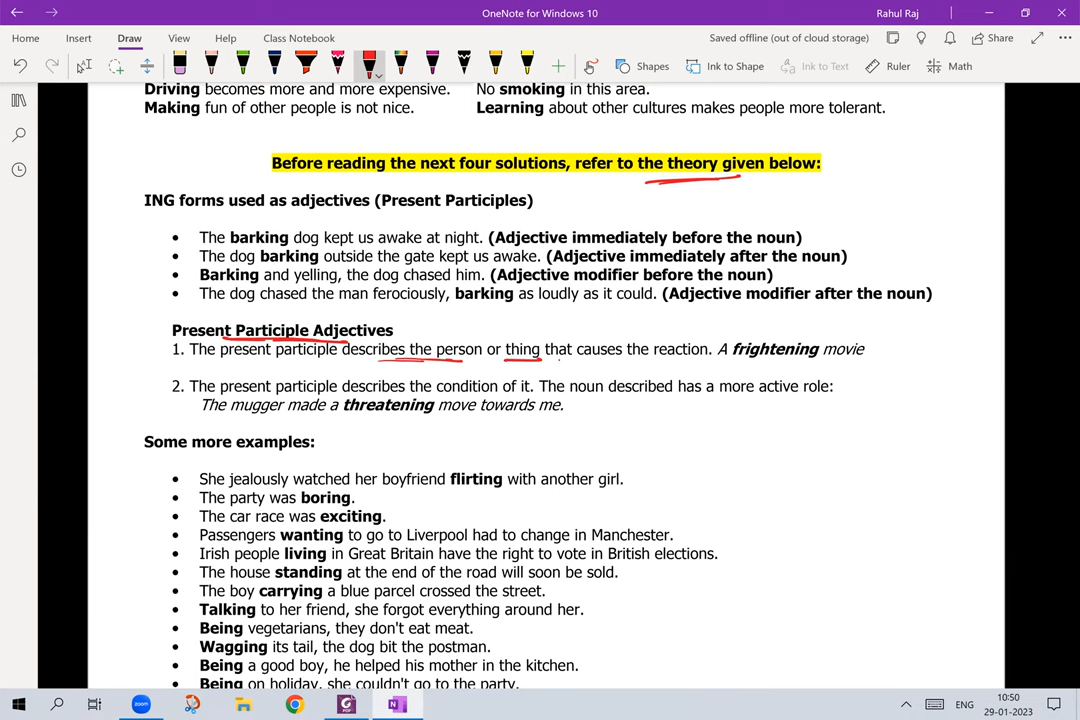 OneNote for Windows 10
Rahul Raj
Home Insert Draw View Help Class Notebook
Saved offline (out of cloud storage)
Share
Shapes
Ink to Shape
Ink to Text
Ruler
Math
Driving becomes more and more expensive. No smoking in this area.
Making fun of other people is not nice. Learning about other cultures makes people more tolerant.
Before reading the next four solutions, refer to the theory given below:
ING forms used as adjectives (Present Participles)
• The barking dog kept us awake at night. (Adjective immediately before the noun)
• The dog barking outside the gate kept us awake. (Adjective immediately after the noun)
• Barking and yelling, the dog chased him. (Adjective modifier before the noun)
• The dog chased the man ferociously, barking as loudly as it could. (Adjective modifier after the noun)
Present Participle Adjectives
1. The present participle describes the person or thing that causes the reaction. A frightening movie
2. The present participle describes the condition of it. The noun described has a more active role:
The mugger made a threatening move towards me.
Some more examples:
• She jealously watched her boyfriend flirting with another girl.
• The party was boring.
• The car race was exciting.
• Passengers wanting to go to Liverpool had to change in Manchester.
• Irish people living in Great Britain have the right to vote in British elections.
• The house standing at the end of the road will soon be sold.
• The boy carrying a blue parcel crossed the street.
• Talking to her friend, she forgot everything around her.
• Being vegetarians, they don't eat meat.
• Wagging its tail, the dog bit the postman.
• Being a good boy, he helped his mother in the kitchen.
• Being on holiday, she couldn't go to the party.
zoom
PDF
ENG
10:50
29-01-2023